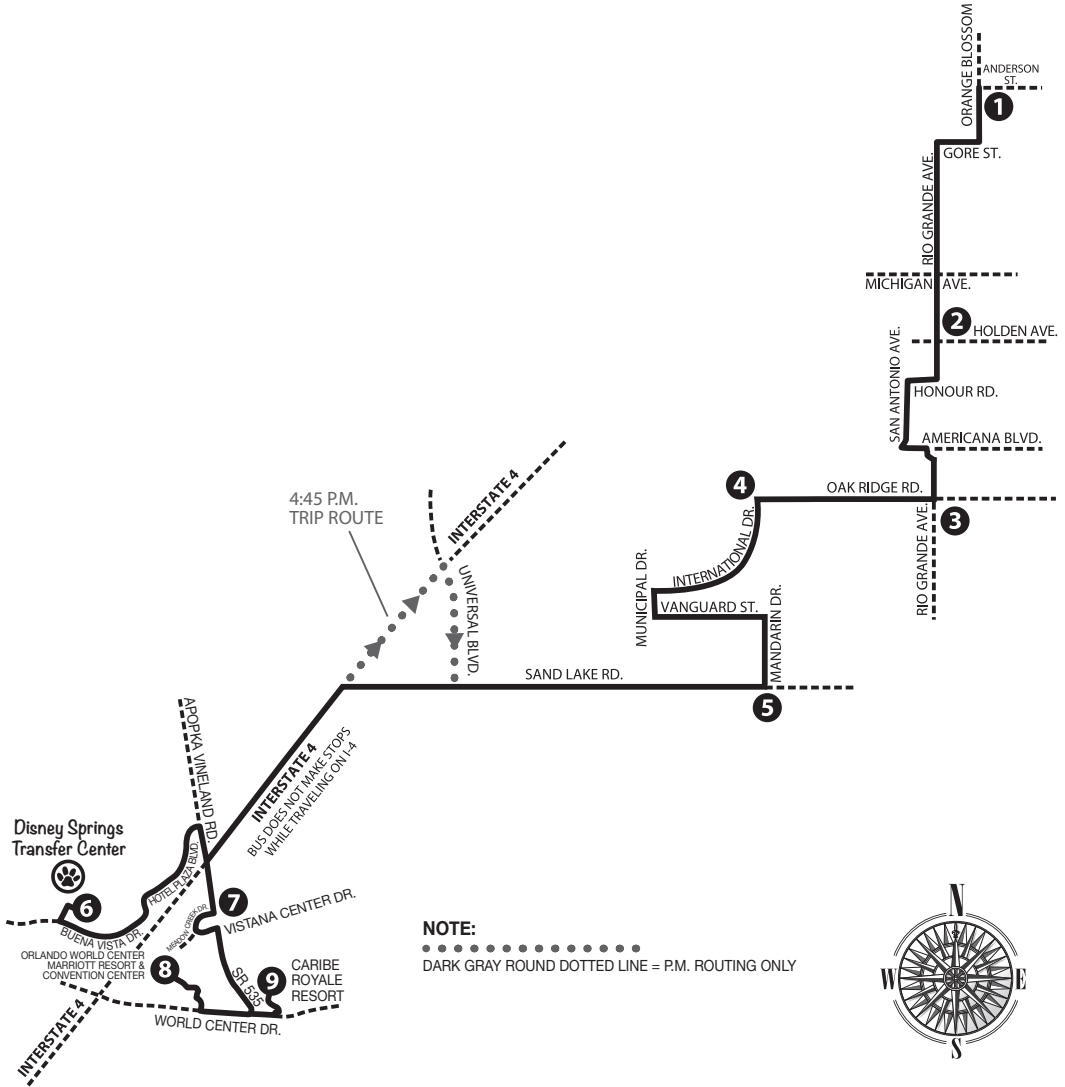 ORANGE BLOSSOM
ANDERSON
ST.
1
GORE ST.
RIO GRANDE AVE.
MICHIGAN AVE.
2
HOLDEN AVE.
SAN ANTONIO AVE.
HONOUR RD.
AMERICANA BLVD.
4
OAK RIDGE RD.
3
RIO GRANDE AVE.
INTERSTATE 4
4:45 P.M.
TRIP ROUTE
UNIVERSAL BLVD.
INTERNATIONAL DR.
MUNICIPAL DR.
VANGUARD ST.
MANDARIN DR.
SAND LAKE RD.
5
APOPKA VINELAND RD.
INTERSTATE 4
BUS DOES NOT MAKE STOPS
WHILE TRAVELING ON I-4
Disney Springs
Transfer Center
HOTEL PLAZA BLVD.
6
BUENA VISTA DR.
7
MEADOW CREEK DR.
VISTANA CENTER DR.
ORLANDO WORLD CENTER
MARRIOTT RESORT &
CONVENTION CENTER
8
SR 535
9
CARIBE
ROYALE
RESORT
WORLD CENTER DR.
INTERSTATE 4
NOTE:
DARK GRAY ROUND DOTTED LINE = P.M. ROUTING ONLY
N
W
E
S